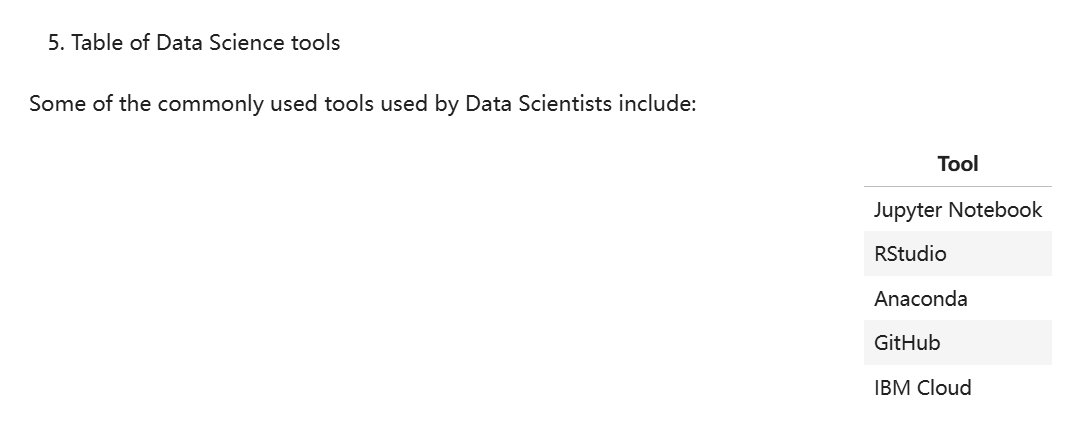 5. Table of Data Science tools
Some of the commonly used tools used by Data Scientists include:
Tool
Jupyter Notebook
RStudio
Anaconda
GitHub
IBM Cloud